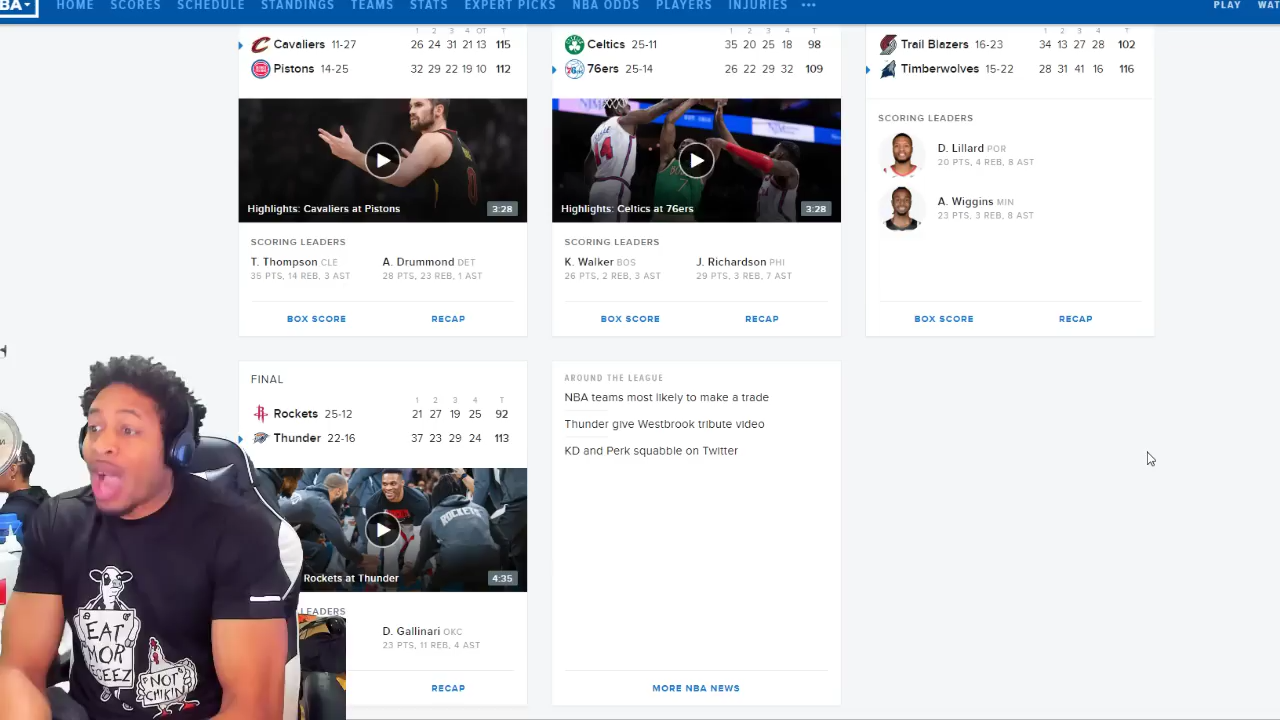 BA
HOME SCORES SCHEDULE STANDINGS TEAMS STATS EXPERT PICKS NBA ODDS PLAYERS INJURIES ••• PLAY WAT
1 2 3 4 OT T
Cavaliers 11-27 26 24 31 21 13 115
Pistons 14-25 32 29 22 19 10 112
Highlights: Cavaliers at Pistons 3:28
SCORING LEADERS
T. Thompson CLE A. Drummond DET
35 PTS, 14 REB, 3 AST 28 PTS, 23 REB, 1 AST
BOX SCORE RECAP
1 2 3 4 T
Celtics 25-11 35 20 25 18 98
76ers 25-14 26 22 29 32 109
14
7
Highlights: Celtics at 76ers 3:28
SCORING LEADERS
K. Walker BOS J. Richardson PHI
26 PTS, 2 REB, 3 AST 29 PTS, 3 REB, 7 AST
BOX SCORE RECAP
1 2 3 4 T
Trail Blazers 16-23 34 13 27 28 102
Timberwolves 15-22 28 31 41 16 116
SCORING LEADERS
D. Lillard POR
20 PTS, 4 REB, 8 AST
A. Wiggins MIN
23 PTS, 3 REB, 8 AST
BOX SCORE RECAP
FINAL
1 2 3 4 T
Rockets 25-12 21 27 19 25 92
Thunder 22-16 37 23 29 24 113
ROCKETS
Rockets at Thunder 4:35
LEADERS
D. Gallinari OKC
23 PTS, 11 REB, 4 AST
RECAP
AROUND THE LEAGUE
NBA teams most likely to make a trade
Thunder give Westbrook tribute video
KD and Perk squabble on Twitter
MORE NBA NEWS
EAT
MOR
NOT
CHIKIN